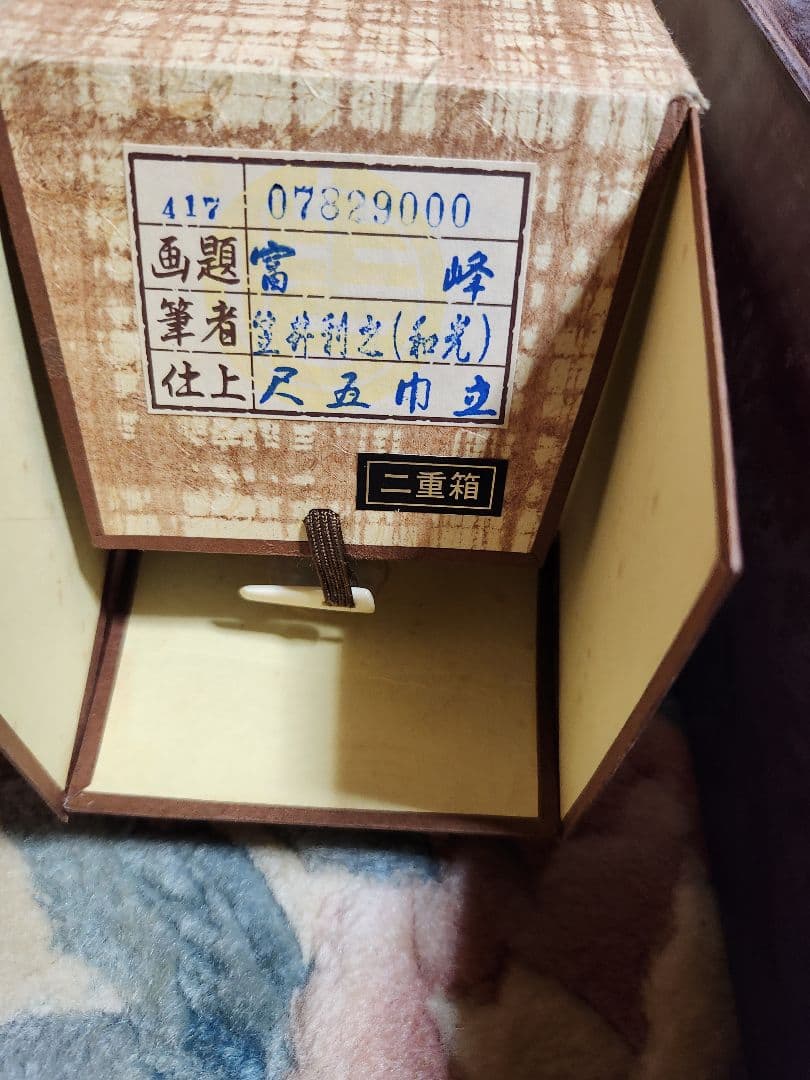 417 07829000
画題 富 峰
筆者 笠井利之(和光)
仕上 尺五巾立
二重箱